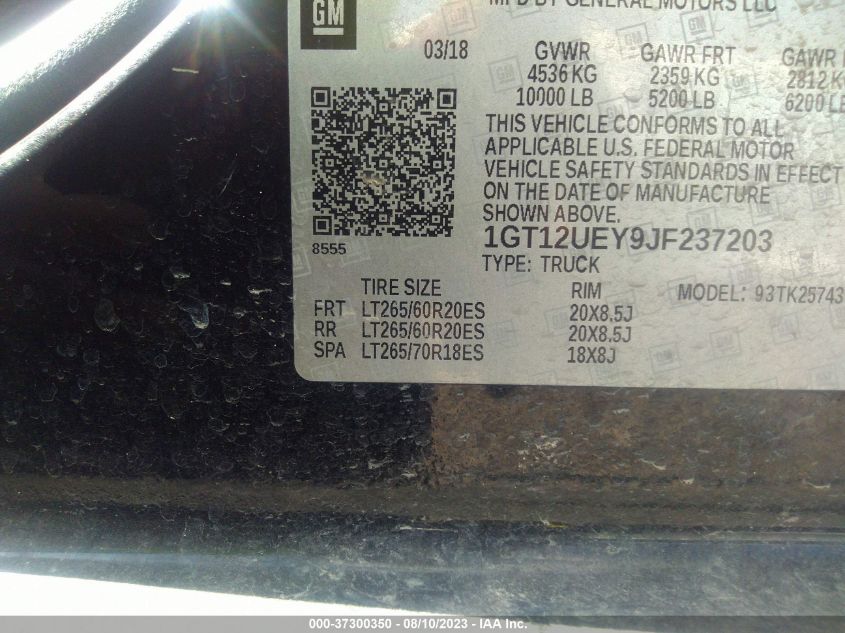 MFD BY GENERAL MOTORS LLC
GM
03/18 GVWR GAWR FRT GAWR
4536 KG 2359 KG 2812
10000 LB 5200 LB 6200 LB
THIS VEHICLE CONFORMS TO ALL
APPLICABLE U.S. FEDERAL MOTOR
VEHICLE SAFETY STANDARDS IN EFFECT
ON THE DATE OF MANUFACTURE
SHOWN ABOVE.
8555
1GT12UEY9JF237203
TYPE: TRUCK
TIRE SIZE RIM MODEL: 93TK25743
FRT LT265/60R20ES 20X8.5J
RR LT265/60R20ES 20X8.5J
SPA LT265/70R18ES 18X8J
000-37300350 - 08/10/2023 - IAA Inc.